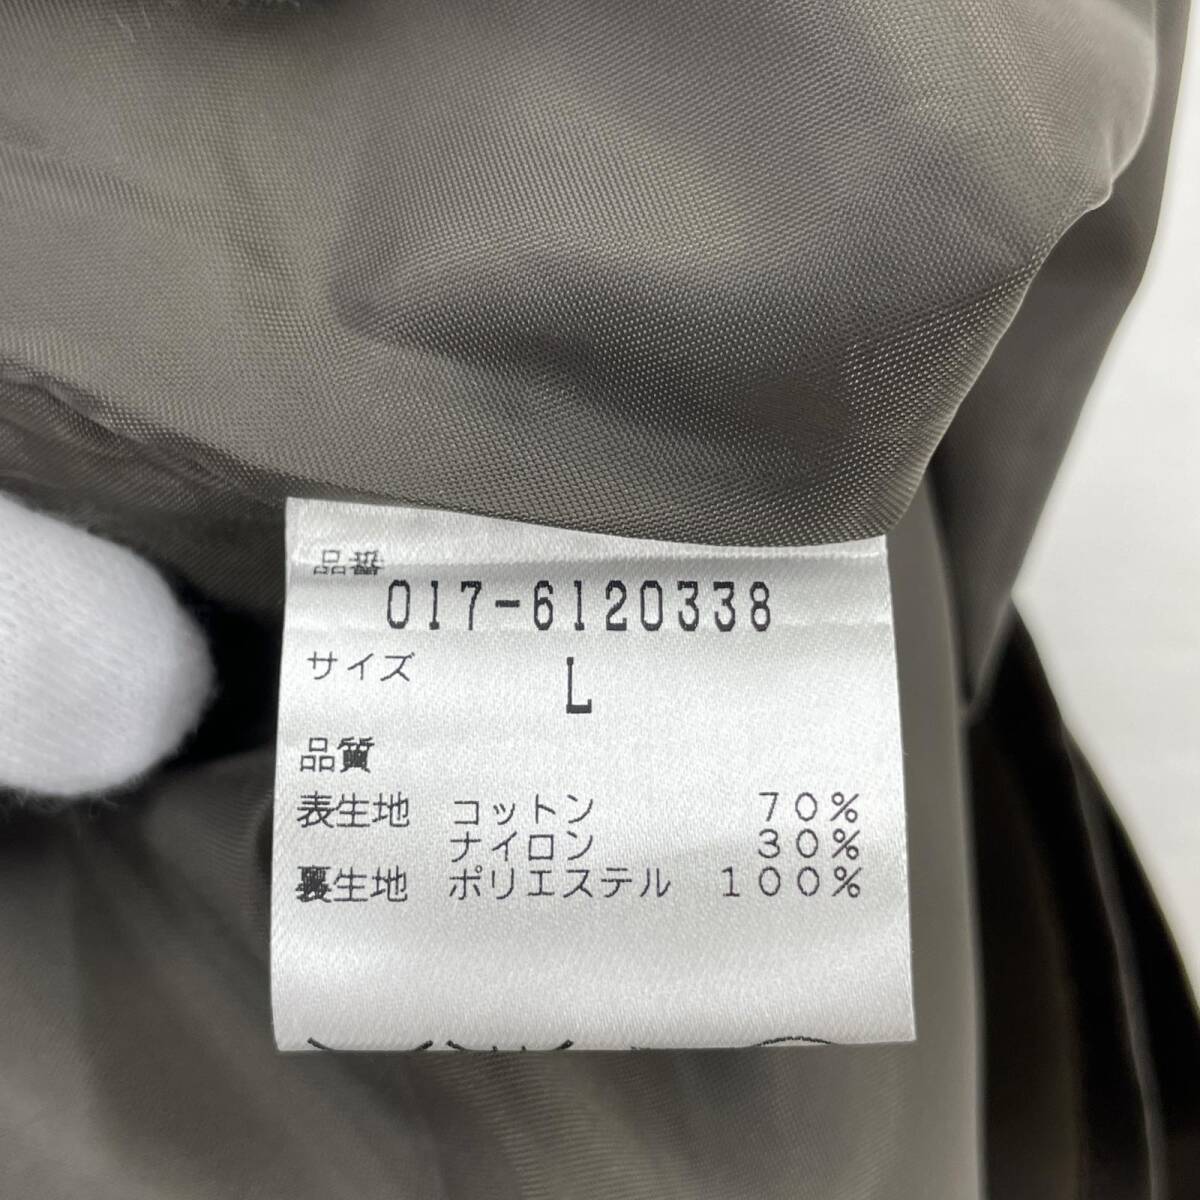 品番
017-6120338
サイズ L
品質
表生地 コットン 70%
ナイロン 30%
裏生地 ポリエステル 100%